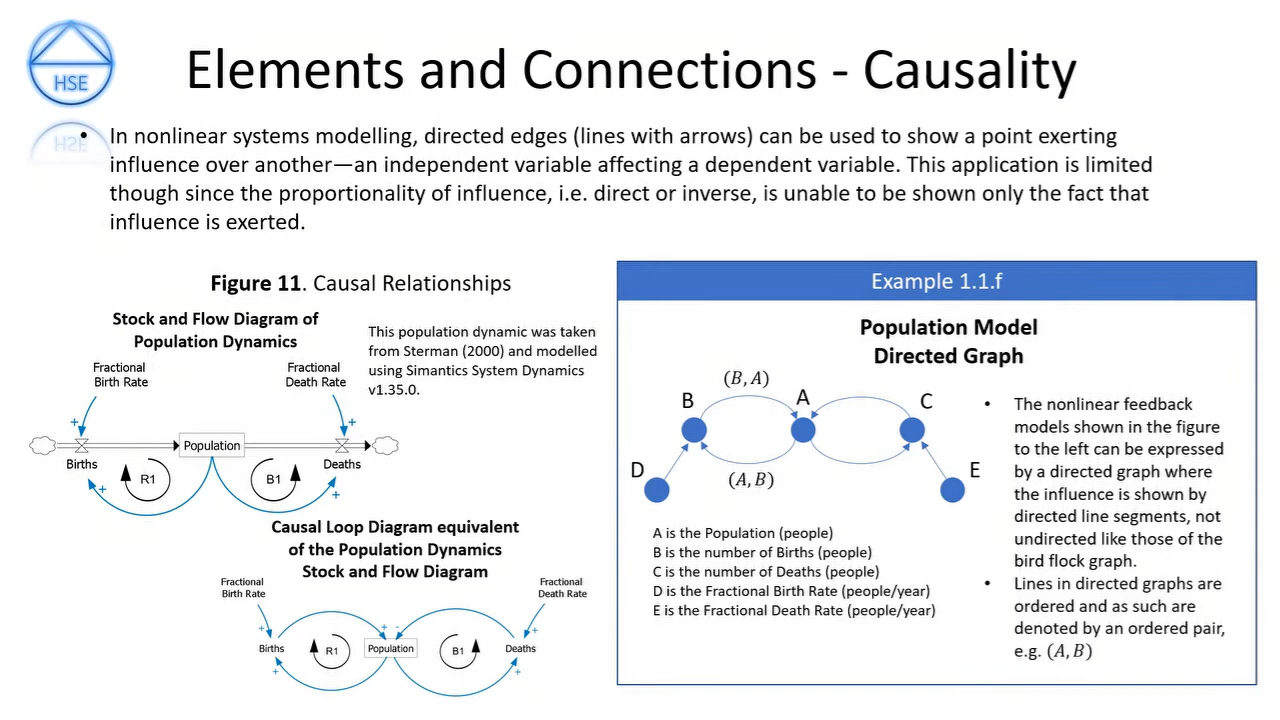 HSE
Elements and Connections - Causality
• In nonlinear systems modelling, directed edges (lines with arrows) can be used to show a point exerting
influence over another—an independent variable affecting a dependent variable. This application is limited
though since the proportionality of influence, i.e. direct or inverse, is unable to be shown only the fact that
influence is exerted.
Figure 11. Causal Relationships
Stock and Flow Diagram of
Population Dynamics
This population dynamic was taken
from Sterman (2000) and modelled
using Simantics System Dynamics
v1.35.0.
Fractional
Birth Rate
Fractional
Death Rate
+
+
Population
Births
Deaths
R1
B1
+
+
Causal Loop Diagram equivalent
of the Population Dynamics
Stock and Flow Diagram
Fractional
Birth Rate
Fractional
Death Rate
+
+ -
+
Births
R1
Population
B1
Deaths
+
+
Example 1.1.f
Population Model
Directed Graph
(B, A)
B
A
C
D
(A, B)
E
A is the Population (people)
B is the number of Births (people)
C is the number of Deaths (people)
D is the Fractional Birth Rate (people/year)
E is the Fractional Death Rate (people/year)
• The nonlinear feedback
models shown in the figure
to the left can be expressed
by a directed graph where
the influence is shown by
directed line segments, not
undirected like those of the
bird flock graph.
• Lines in directed graphs are
ordered and as such are
denoted by an ordered pair,
e.g. (A, B)